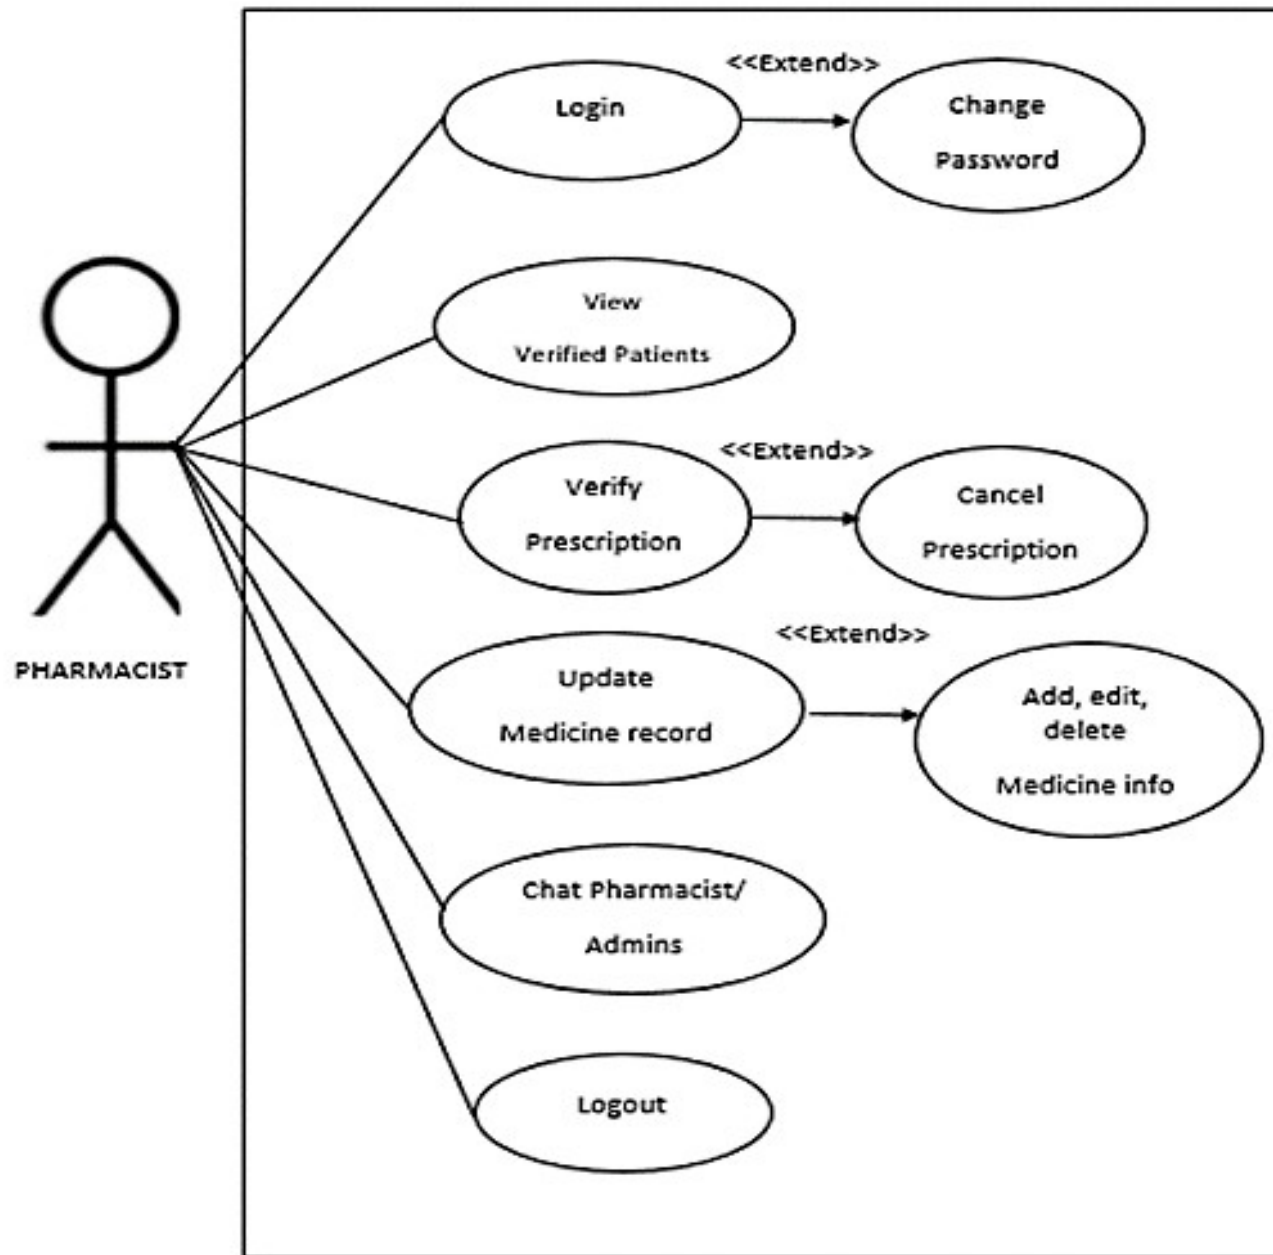 <<Extend>>
Login
Change
Password
View
Verified Patients
<<Extend>>
Verify
Prescription
Cancel
Prescription
PHARMACIST
<<Extend>>
Update
Medicine record
Add, edit,
delete
Medicine info
Chat Pharmacist/
Admins
Logout